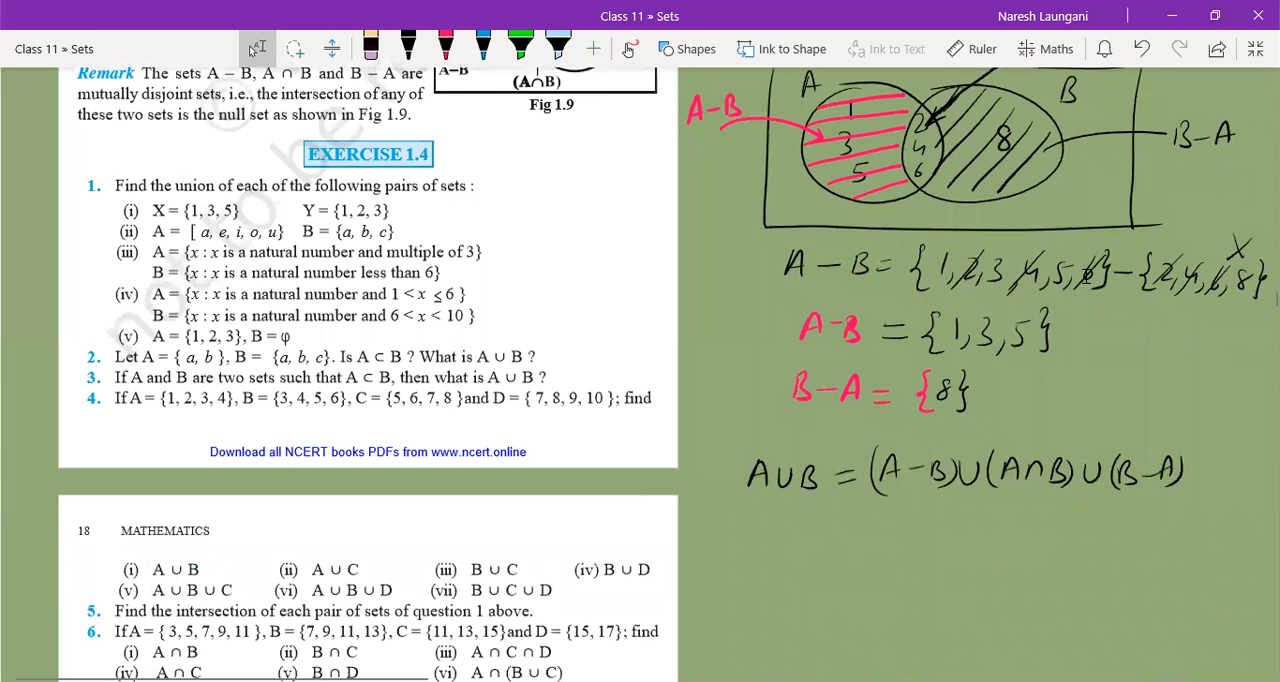 Class 11 » Sets
Naresh Laungani
Class 11 » Sets
Shapes
Ink to Shape
Ink to Text
Ruler
Maths
Remark The sets A – B, A ∩ B and B – A are
mutually disjoint sets, i.e., the intersection of any of
these two sets is the null set as shown in Fig 1.9.
A–B
(A∩B)
Fig 1.9
not to be
EXERCISE 1.4
1. Find the union of each of the following pairs of sets :
(i) X = {1, 3, 5} Y = {1, 2, 3}
(ii) A = [ a, e, i, o, u} B = {a, b, c}
(iii) A = {x : x is a natural number and multiple of 3}
B = {x : x is a natural number less than 6}
(iv) A = {x : x is a natural number and 1 < x ≤ 6 }
B = {x : x is a natural number and 6 < x < 10 }
(v) A = {1, 2, 3}, B = φ
2. Let A = { a, b }, B = {a, b, c}. Is A ⊂ B ? What is A ∪ B ?
3. If A and B are two sets such that A ⊂ B, then what is A ∪ B ?
4. If A = {1, 2, 3, 4}, B = {3, 4, 5, 6}, C = {5, 6, 7, 8 }and D = { 7, 8, 9, 10 }; find
Download all NCERT books PDFs from www.ncert.online
18 MATHEMATICS
(i) A ∪ B (ii) A ∪ C (iii) B ∪ C (iv) B ∪ D
(v) A ∪ B ∪ C (vi) A ∪ B ∪ D (vii) B ∪ C ∪ D
5. Find the intersection of each pair of sets of question 1 above.
6. If A = { 3, 5, 7, 9, 11 }, B = {7, 9, 11, 13}, C = {11, 13, 15}and D = {15, 17}; find
(i) A ∩ B (ii) B ∩ C (iii) A ∩ C ∩ D
(iv) A ∩ C (v) B ∩ D (vi) A ∩ (B ∪ C)
A B
A–B
1 2
3 4 8
5 6
B–A
A – B = {1, 2, 3, 4, 5, 6} – {2, 4, 6, 8}
x
A–B = {1, 3, 5}
B–A = {8}
A∪B = (A–B)∪(A∩B)∪(B–A)